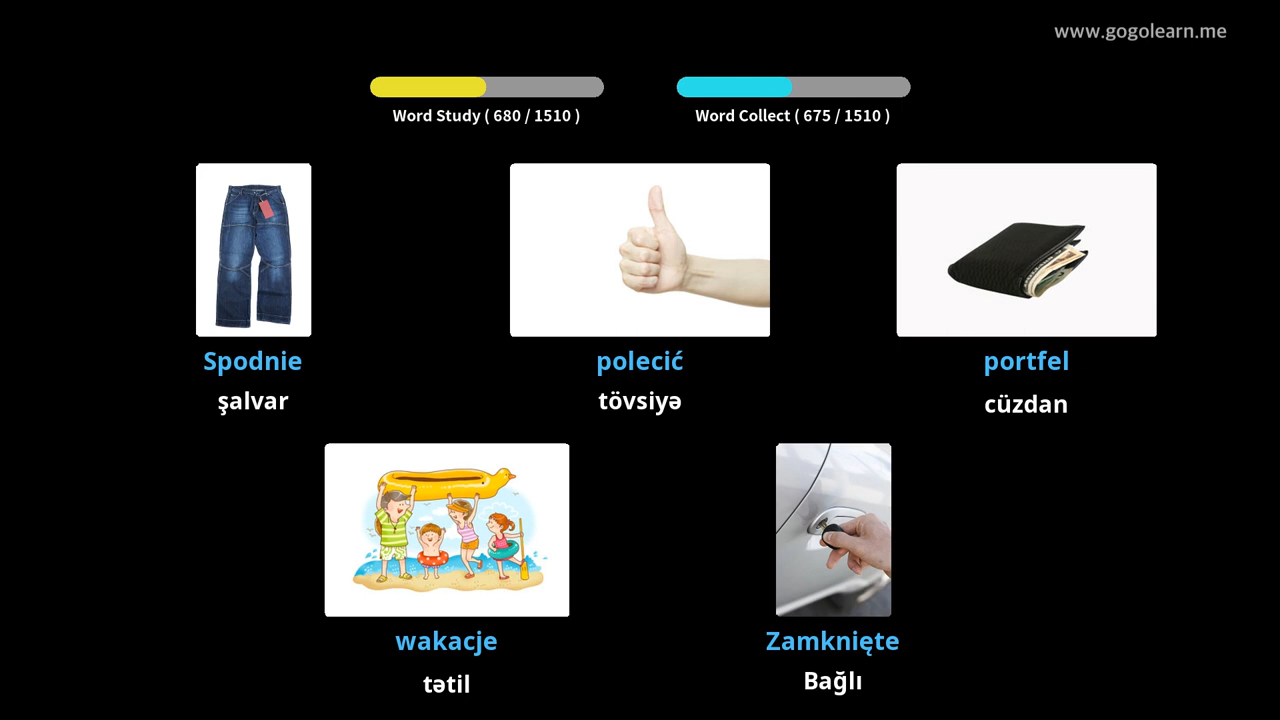 www.gogolearn.me
Word Study ( 680 / 1510 )
Word Collect ( 675 / 1510 )
Spodnie
şalvar
polecić
tövsiyə
portfel
cüzdan
wakacje
tətil
Zamknięte
Bağlı